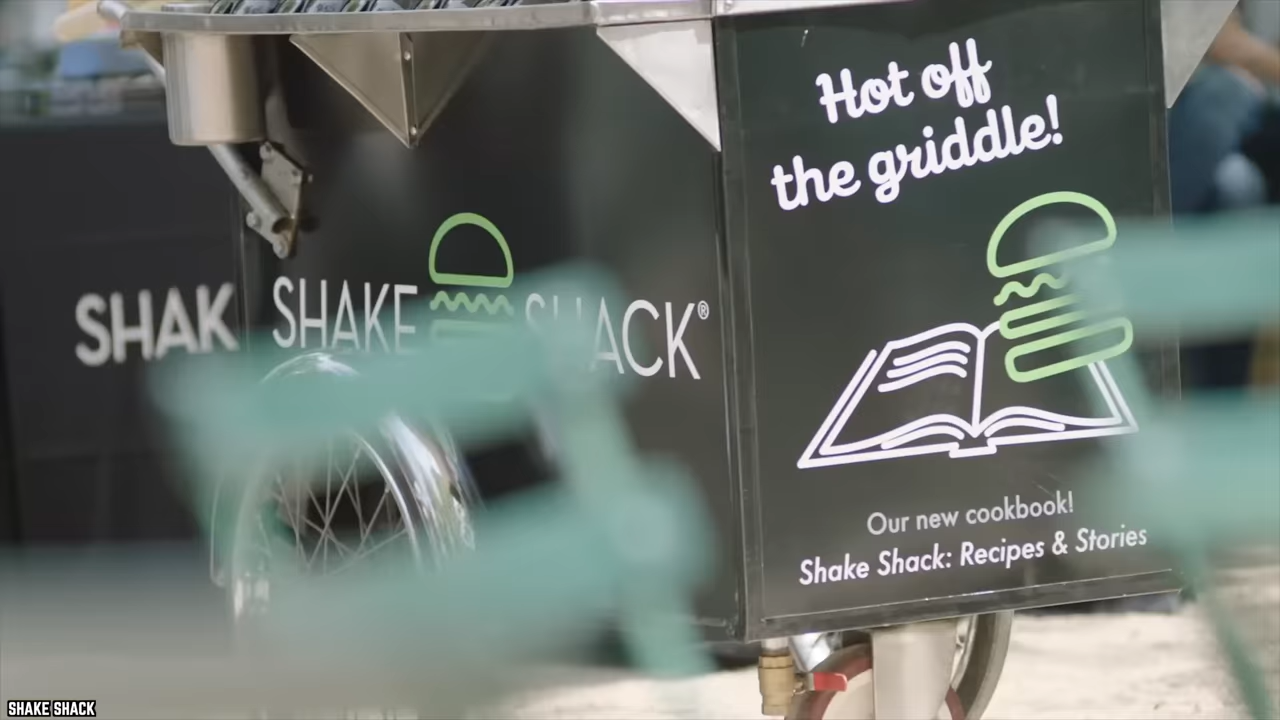 Hot off
the griddle!
SHAK
SHAKE SHACK®
Our new cookbook!
Shake Shack: Recipes & Stories
SHAKE SHACK